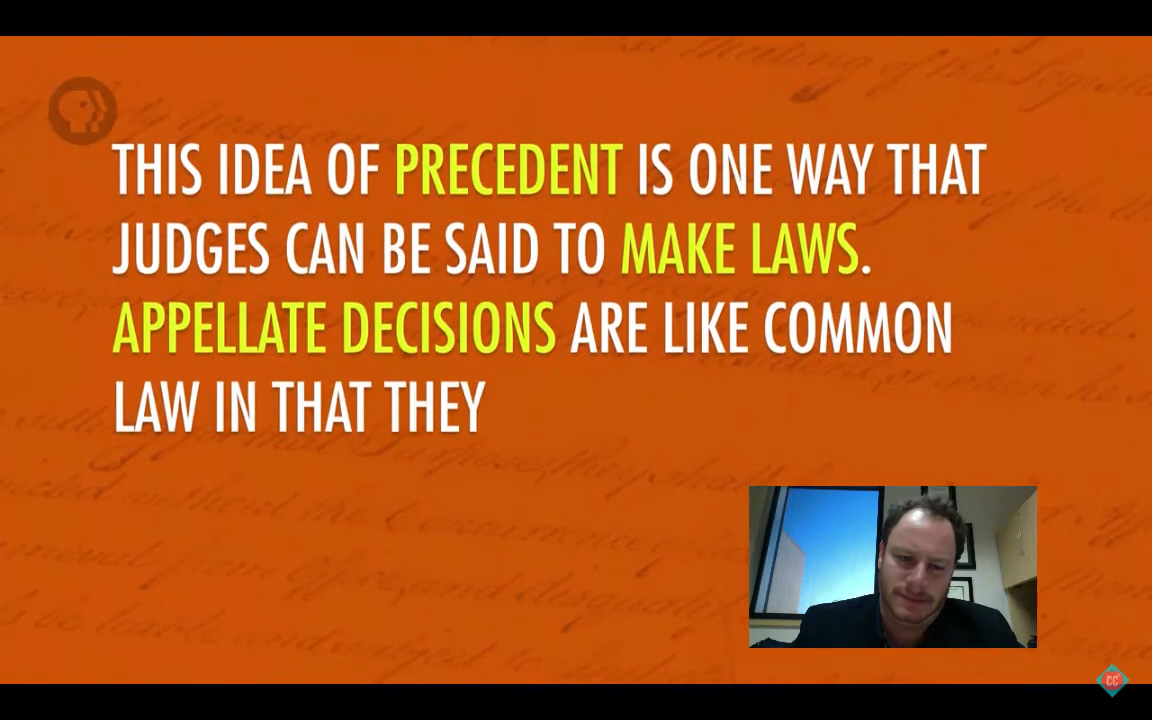 THIS IDEA OF PRECEDENT IS ONE WAY THAT
JUDGES CAN BE SAID TO MAKE LAWS.
APPELLATE DECISIONS ARE LIKE COMMON
LAW IN THAT THEY
CC